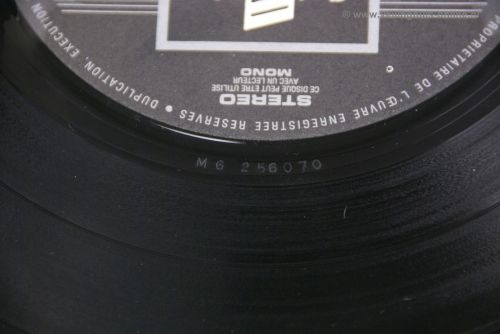 PROPRIETAIRE DE L'ŒUVRE ENREGISTREE RESERVES ● DUPLICATION, EXECUTION
STEREO
CE DISQUE PEUT ETRE UTILISE
AVEC UN LECTEUR
MONO
M6 256070